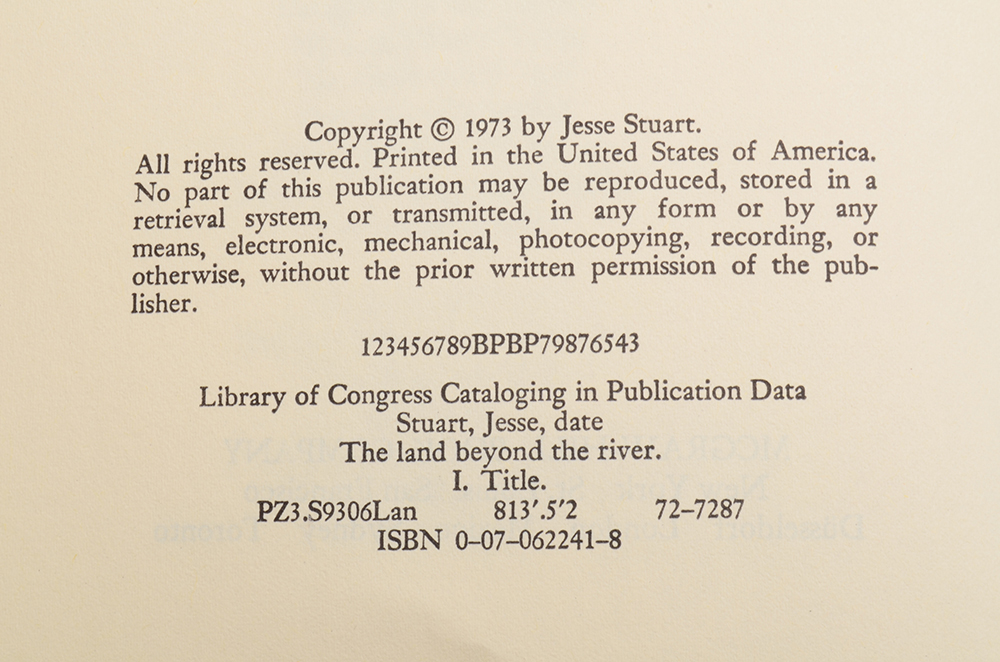 Copyright © 1973 by Jesse Stuart.
All rights reserved. Printed in the United States of America.
No part of this publication may be reproduced, stored in a
retrieval system, or transmitted, in any form or by any
means, electronic, mechanical, photocopying, recording, or
otherwise, without the prior written permission of the pub-
lisher.
123456789BPBP79876543
Library of Congress Cataloging in Publication Data
Stuart, Jesse, date
The land beyond the river.
I. Title.
PZ3.S9306Lan 813'.5'2 72–7287
ISBN 0–07–062241–8